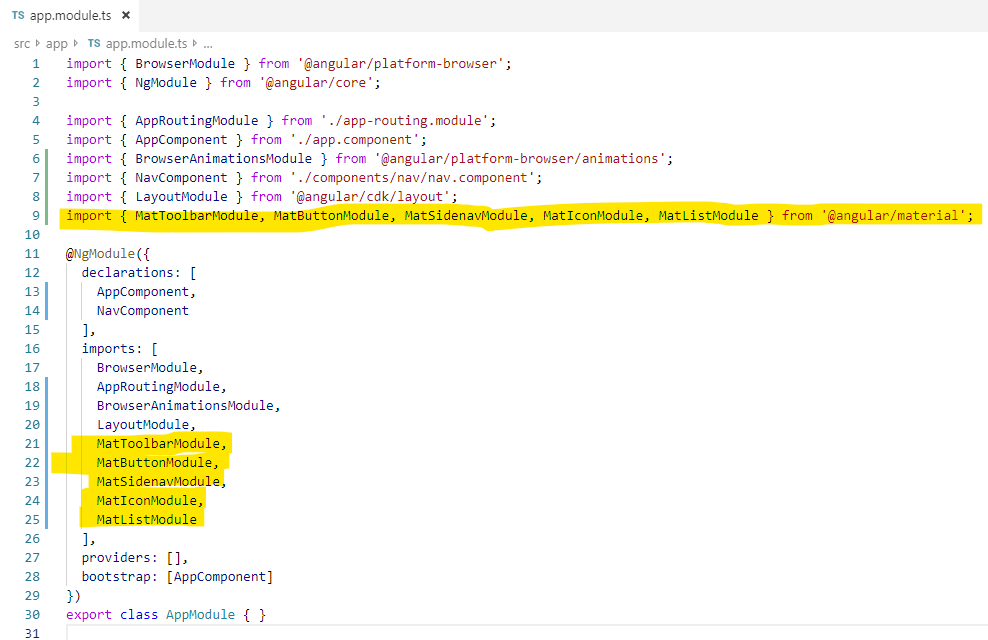 TS app.module.ts ×
src › app › TS app.module.ts › ...
1 import { BrowserModule } from '@angular/platform-browser';
2 import { NgModule } from '@angular/core';
3
4 import { AppRoutingModule } from './app-routing.module';
5 import { AppComponent } from './app.component';
6 import { BrowserAnimationsModule } from '@angular/platform-browser/animations';
7 import { NavComponent } from './components/nav/nav.component';
8 import { LayoutModule } from '@angular/cdk/layout';
9 import { MatToolbarModule, MatButtonModule, MatSidenavModule, MatIconModule, MatListModule } from '@angular/material';
10
11 @NgModule({
12   declarations: [
13     AppComponent,
14     NavComponent
15   ],
16   imports: [
17     BrowserModule,
18     AppRoutingModule,
19     BrowserAnimationsModule,
20     LayoutModule,
21     MatToolbarModule,
22     MatButtonModule,
23     MatSidenavModule,
24     MatIconModule,
25     MatListModule
26   ],
27   providers: [],
28   bootstrap: [AppComponent]
29 })
30 export class AppModule { }
31